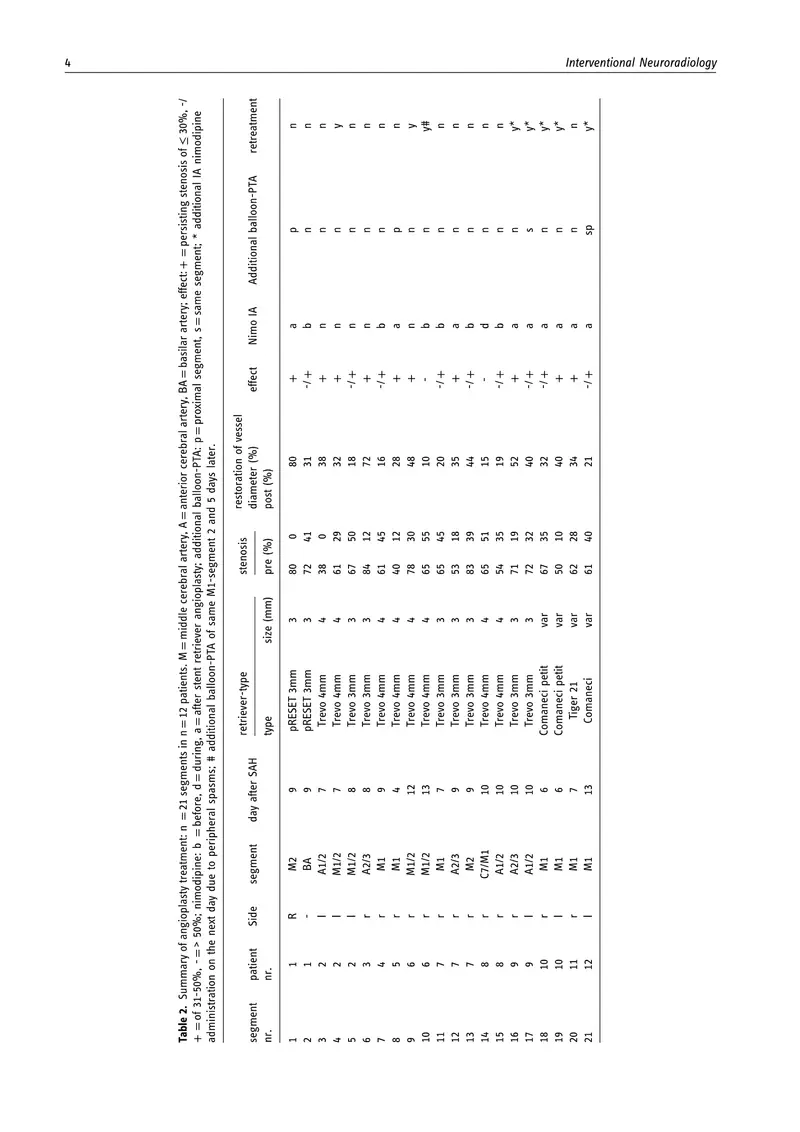 4
Interventional Neuroradiology
Table 2. Summary of angioplasty treatment: n = 21 segments in n = 12 patients. M = middle cerebral artery, A = anterior cerebral artery, BA = basilar artery; effect: + = persisting stenosis of ≤ 30%, -/
+ = of 31-50%, - = > 50%; nimodipine: b = before, d = during, a = after stent retriever angioplasty; additional balloon-PTA: p = proximal segment, s = same segment; * additional IA nimodipine
administration on the next day due to peripheral spasms; # additional balloon-PTA of same M1-segment 2 and 5 days later.
retriever-type stenosis restoration of vessel
segment patient Side segment day after SAH diameter (%) effect Nimo IA Additional balloon-PTA retreatment
nr. nr. type size (mm) pre (%) post (%)
1 1 R M2 9 pRESET 3mm 3 80 0 80 + a p n
2 1 - BA 9 pRESET 3mm 3 72 41 31 -/+ b n n
3 2 l A1/2 7 Trevo 4mm 4 38 0 38 + n n n
4 2 l M1/2 7 Trevo 4mm 4 61 29 32 + n n y
5 2 l M1/2 8 Trevo 3mm 3 67 50 18 -/+ n n n
6 3 r A2/3 8 Trevo 3mm 3 84 12 72 + n n n
7 4 r M1 9 Trevo 4mm 4 61 45 16 -/+ b n n
8 5 r M1 4 Trevo 4mm 4 40 12 28 + a p n
9 6 r M1/2 12 Trevo 4mm 4 78 30 48 + n n y
10 6 r M1/2 13 Trevo 4mm 4 65 55 10 - b n y#
11 7 r M1 7 Trevo 3mm 3 65 45 20 -/+ b n n
12 7 r A2/3 9 Trevo 3mm 3 53 18 35 + a n n
13 7 r M2 9 Trevo 3mm 3 83 39 44 -/+ b n n
14 8 r C7/M1 10 Trevo 4mm 4 65 51 15 - d n n
15 8 r A1/2 10 Trevo 4mm 4 54 35 19 -/+ b n n
16 9 r A2/3 10 Trevo 3mm 3 71 19 52 + a n y*
17 9 l A1/2 10 Trevo 3mm 3 72 32 40 -/+ a s y*
18 10 r M1 6 Comaneci petit var 67 35 32 -/+ a n y*
19 10 l M1 6 Comaneci petit var 50 10 40 + a n y*
20 11 r M1 7 Tiger 21 var 62 28 34 + a n n
21 12 l M1 13 Comaneci var 61 40 21 -/+ a sp y*